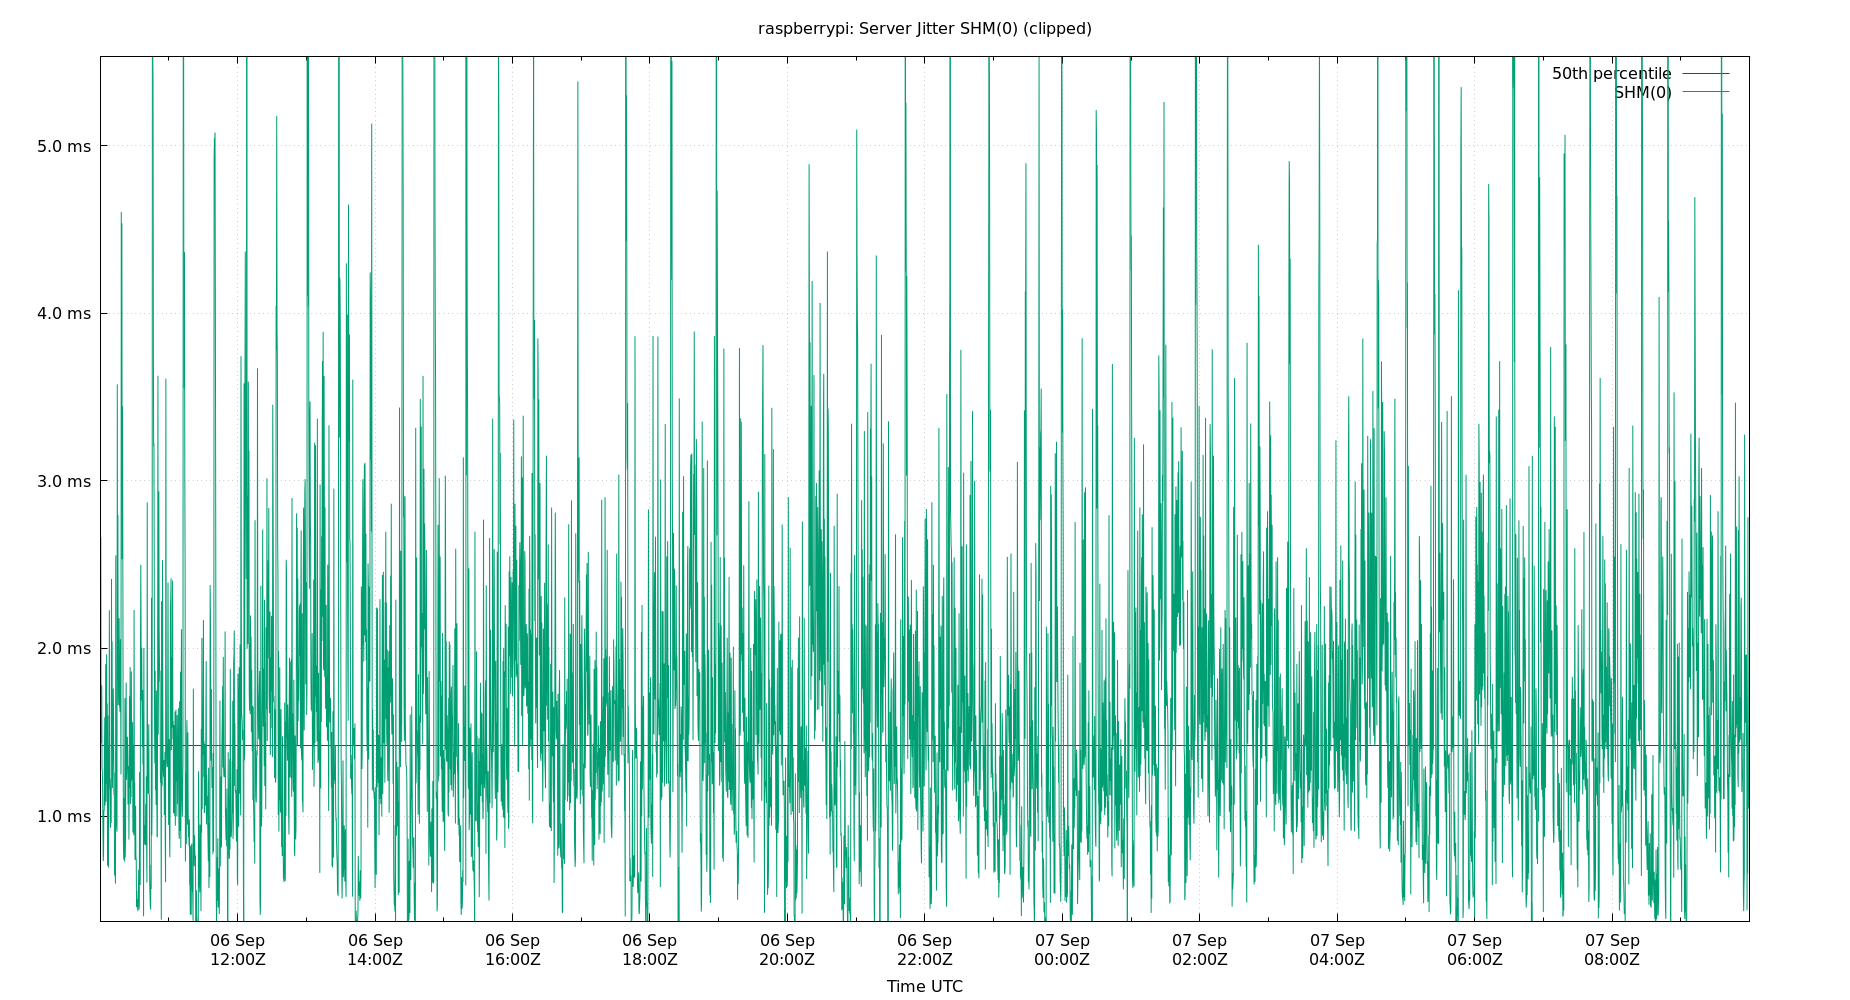 raspberrypi: Server Jitter SHM(0) (clipped)
50th percentile
SHM(0)
5.0 ms
4.0 ms
3.0 ms
2.0 ms
1.0 ms
06 Sep 06 Sep 06 Sep 06 Sep 06 Sep 06 Sep 07 Sep 07 Sep 07 Sep 07 Sep 07 Sep
12:00Z 14:00Z 16:00Z 18:00Z 20:00Z 22:00Z 00:00Z 02:00Z 04:00Z 06:00Z 08:00Z
Time UTC